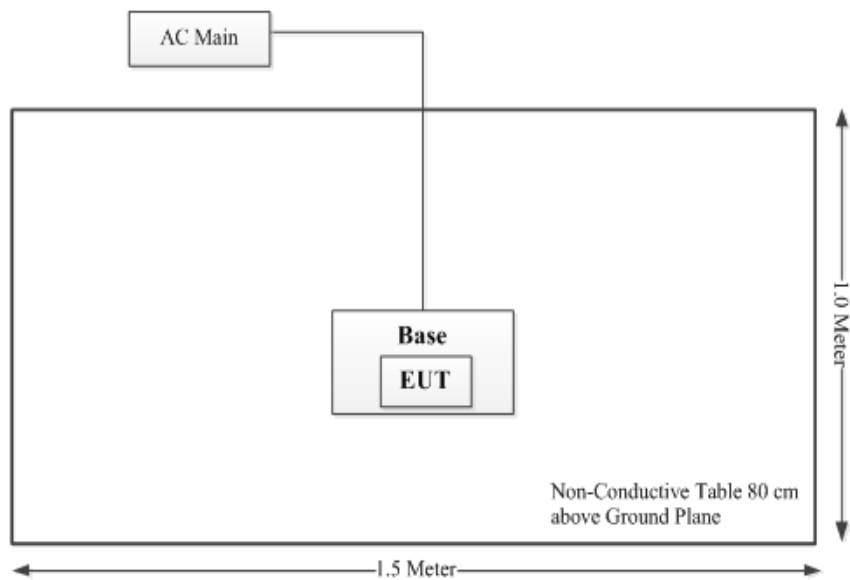 AC Main
Base
EUT
1.0 Meter
Non-Conductive Table 80 cm
above Ground Plane
1.5 Meter